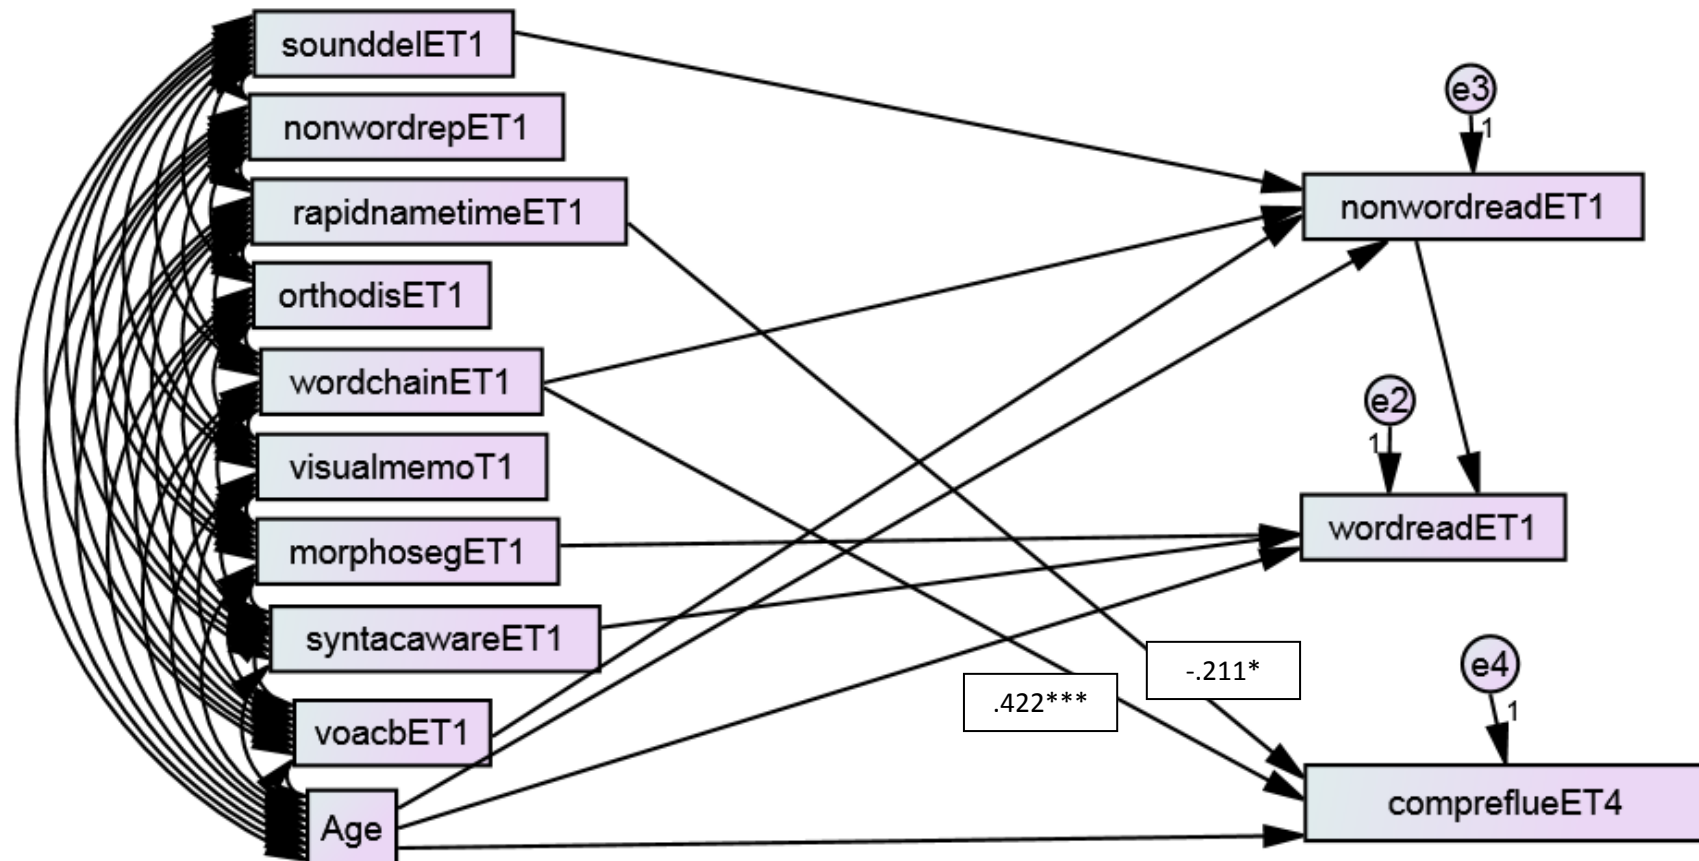 sounddelET1
nonwordrepET1
rapidnametimeET1
orthodisET1
wordchainET1
visualmemoT1
morphosegET1
syntacawareET1
voacbET1
Age
e3
1
nonwordreadET1
e2
1
wordreadET1
-.211*
.422***
e4
1
compreflueET4